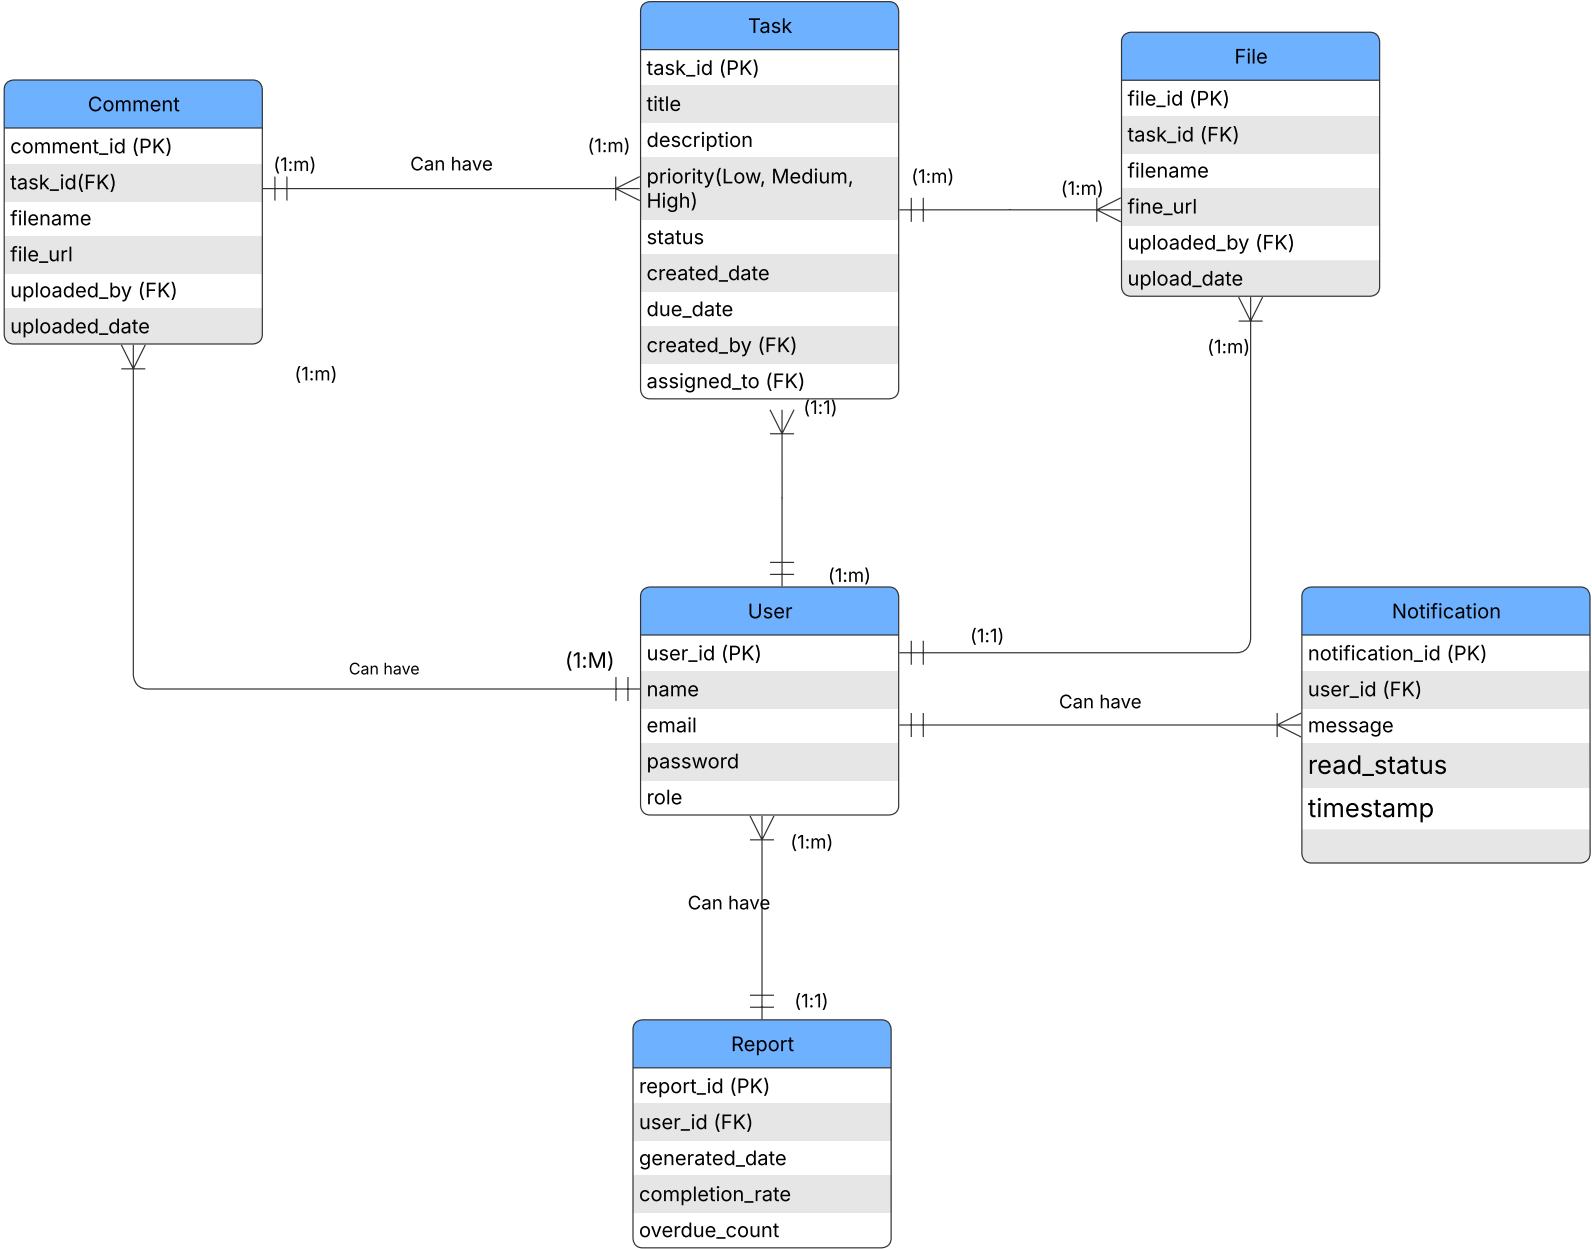 Task
task_id (PK)
title
description
priority(Low, Medium,
High)
status
created_date
due_date
created_by (FK)
assigned_to (FK)
File
file_id (PK)
task_id (FK)
filename
fine_url
uploaded_by (FK)
upload_date
Comment
comment_id (PK)
task_id(FK)
filename
file_url
uploaded_by (FK)
uploaded_date
(1:m)
Can have
(1:m)
(1:m)
(1:m)
(1:m)
(1:m)
(1:1)
(1:m)
User
user_id (PK)
name
email
password
role
(1:1)
Can have
(1:M)
Can have
Notification
notification_id (PK)
user_id (FK)
message
read_status
timestamp
(1:m)
Can have
(1:1)
Report
report_id (PK)
user_id (FK)
generated_date
completion_rate
overdue_count